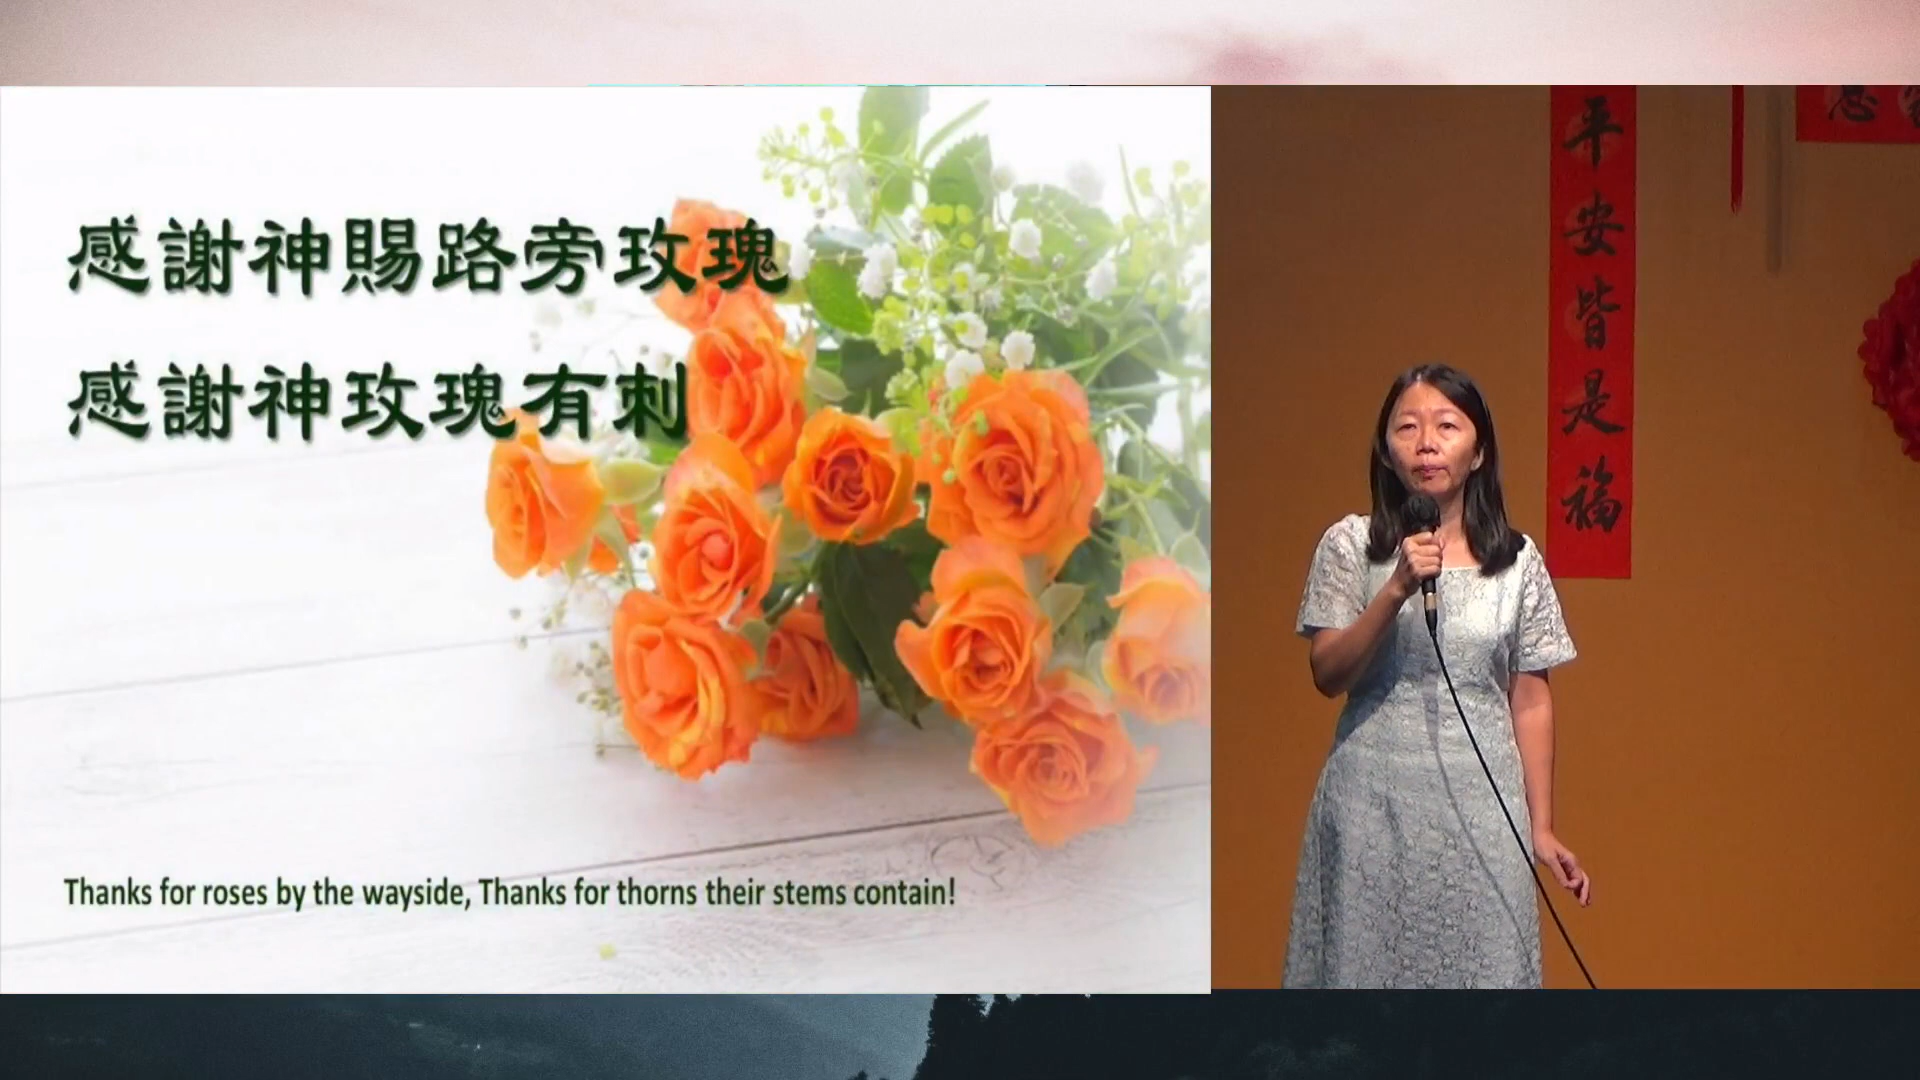 感謝神賜路旁玫瑰
感謝神玫瑰有刺
Thanks for roses by the wayside, Thanks for thorns their stems contain!
平安皆是福